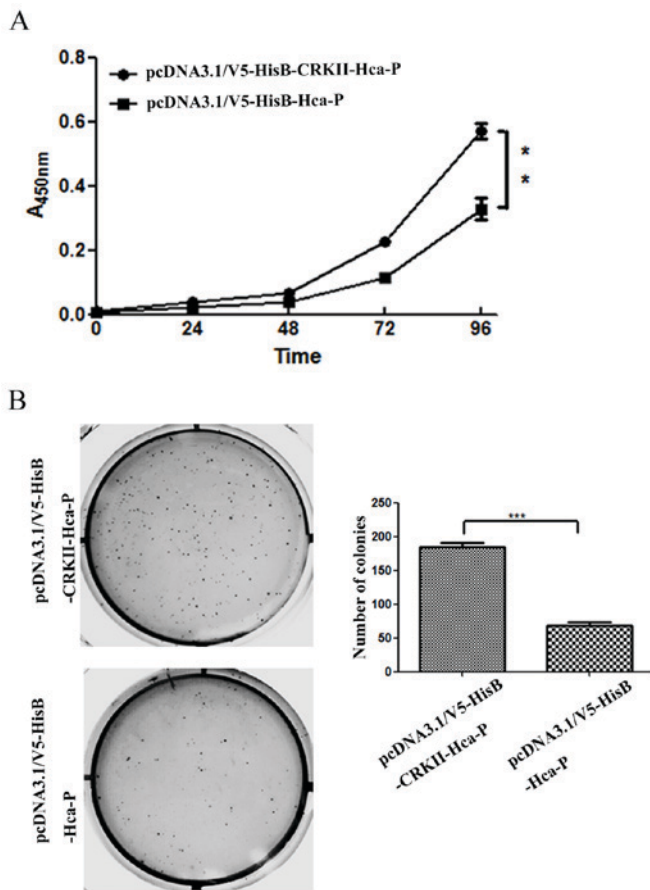 A
0.8
0.6
0.4
0.2
0.0
A450nm
pcDNA3.1/V5-HisB-CRKII-Hca-P
pcDNA3.1/V5-HisB-Hca-P
*
*
0 24 48 72 96
Time
B
pcDNA3.1/V5-HisB
-CRKII-Hca-P
pcDNA3.1/V5-HisB
-Hca-P
Number of colonies
250
200
150
100
50
0
***
pcDNA3.1/V5-HisB
-CRKII-Hca-P
pcDNA3.1/V5-HisB
-Hca-P